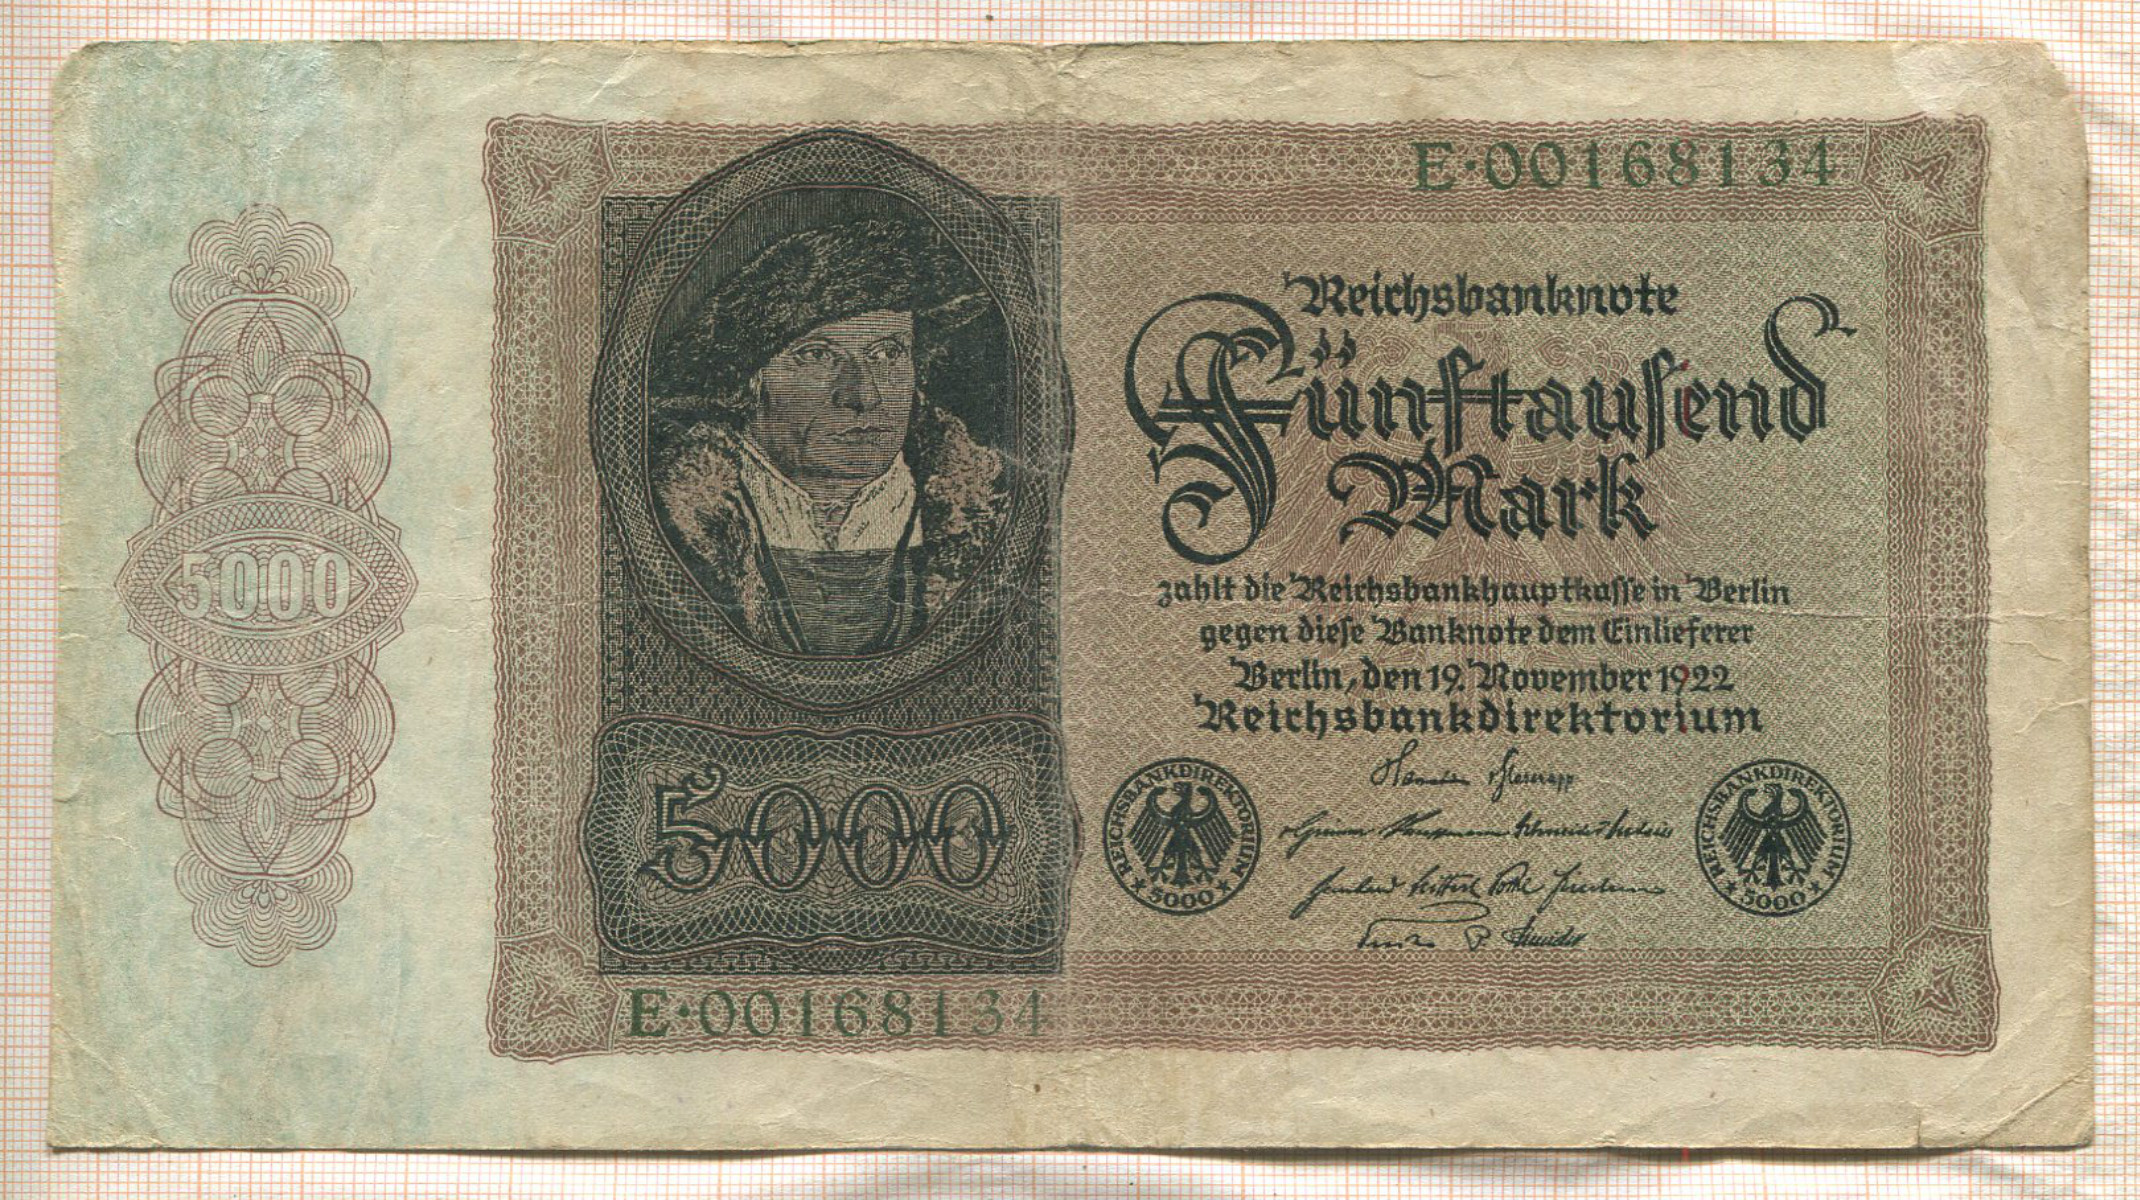 E·00168134
Reichsbanknote
Fünftausend
Mark
5000
zahlt die Reichsbankhauptkasse in Berlin
gegen diese Banknote dem Einlieferer
Berlin, den 19. November 1922
Reichsbankdirektorium
REICHSBANKDIREKTORIUM
★ 5000 ★
REICHSBANKDIREKTORIUM
★ 5000 ★
5000
E·00168134